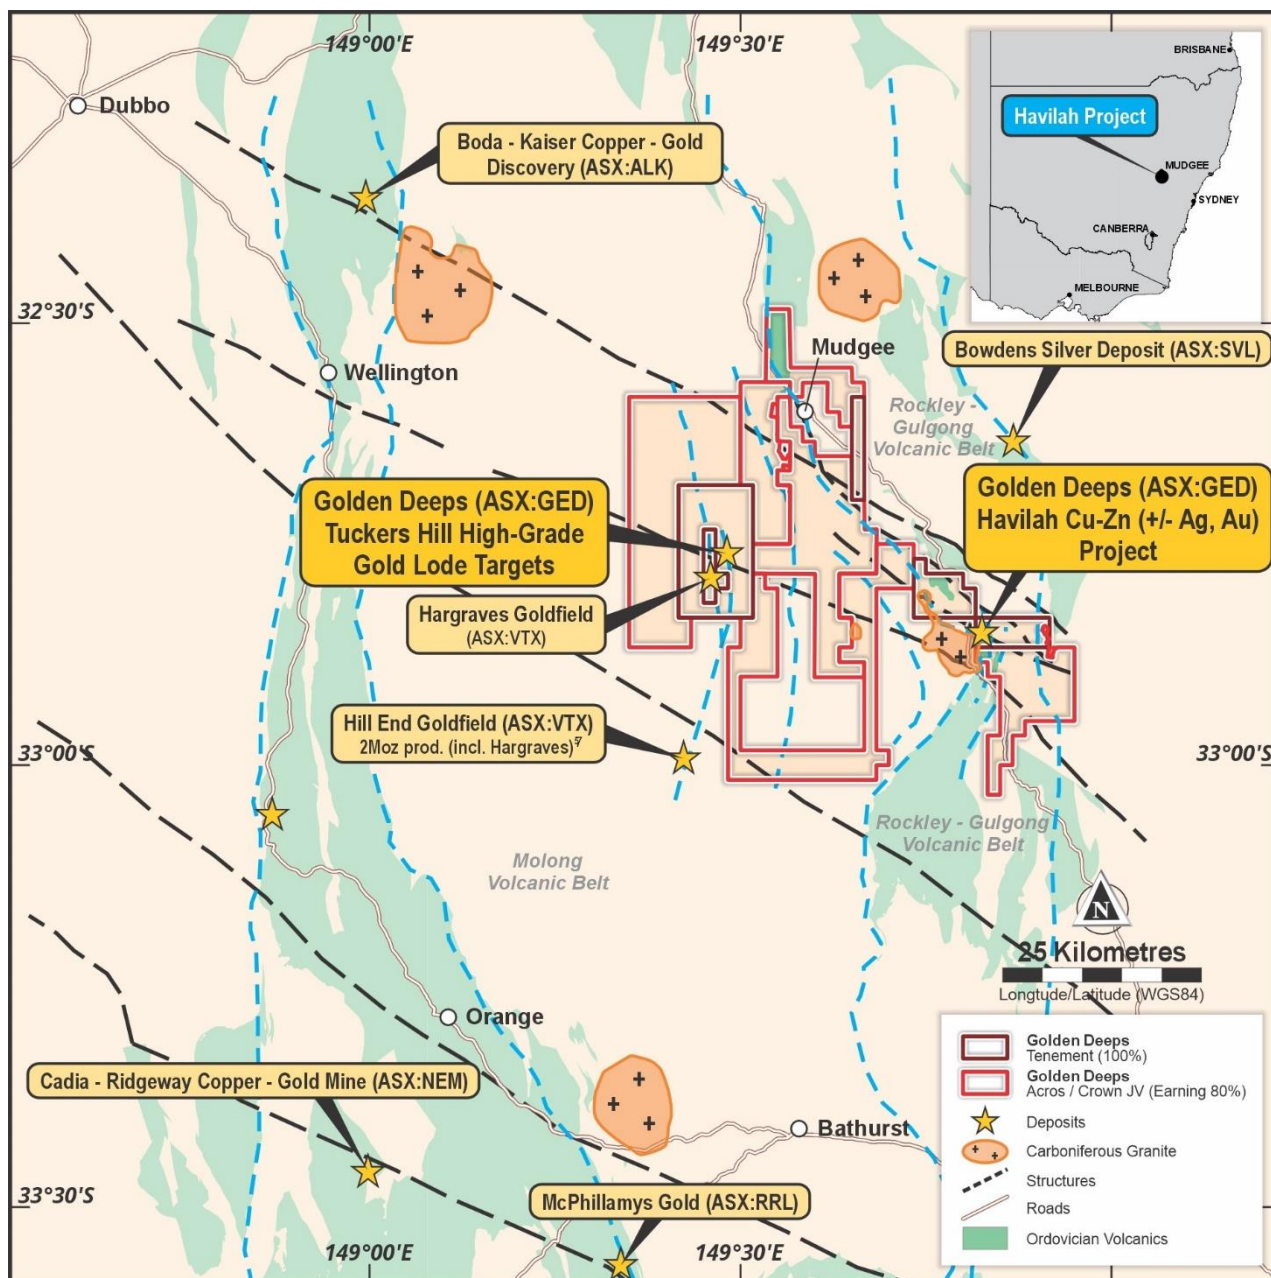 149°00'E
149°30'E
BRISBANE
Dubbo
Havilah Project
Boda - Kaiser Copper - Gold
Discovery (ASX:ALK)
MUDGEE
SYDNEY
CANBERRA
MELBOURNE
32°30'S
Mudgee
Bowdens Silver Deposit (ASX:SVL)
Wellington
Rockley -
Gulgong
Volcanic Belt
Golden Deeps (ASX:GED)
Tuckers Hill High-Grade
Gold Lode Targets
Golden Deeps (ASX:GED)
Havilah Cu-Zn (+/- Ag, Au)
Project
Hargraves Goldfield
(ASX:VTX)
Hill End Goldfield (ASX:VTX)
2Moz prod. (incl. Hargraves)
33°00'S
33°00'S
Rockley - Gulgong
Volcanic Belt
Molong
Volcanic Belt
N
25 Kilometres
Longtude/Latitude (WGS84)
Orange
Golden Deeps
Tenement (100%)
Golden Deeps
Acros / Crown JV (Earning 80%)
Deposits
Carboniferous Granite
Structures
Roads
Ordovician Volcanics
Cadia - Ridgeway Copper - Gold Mine (ASX:NEM)
Bathurst
33°30'S
McPhillamys Gold (ASX:RRL)
149°00'E
149°30'E